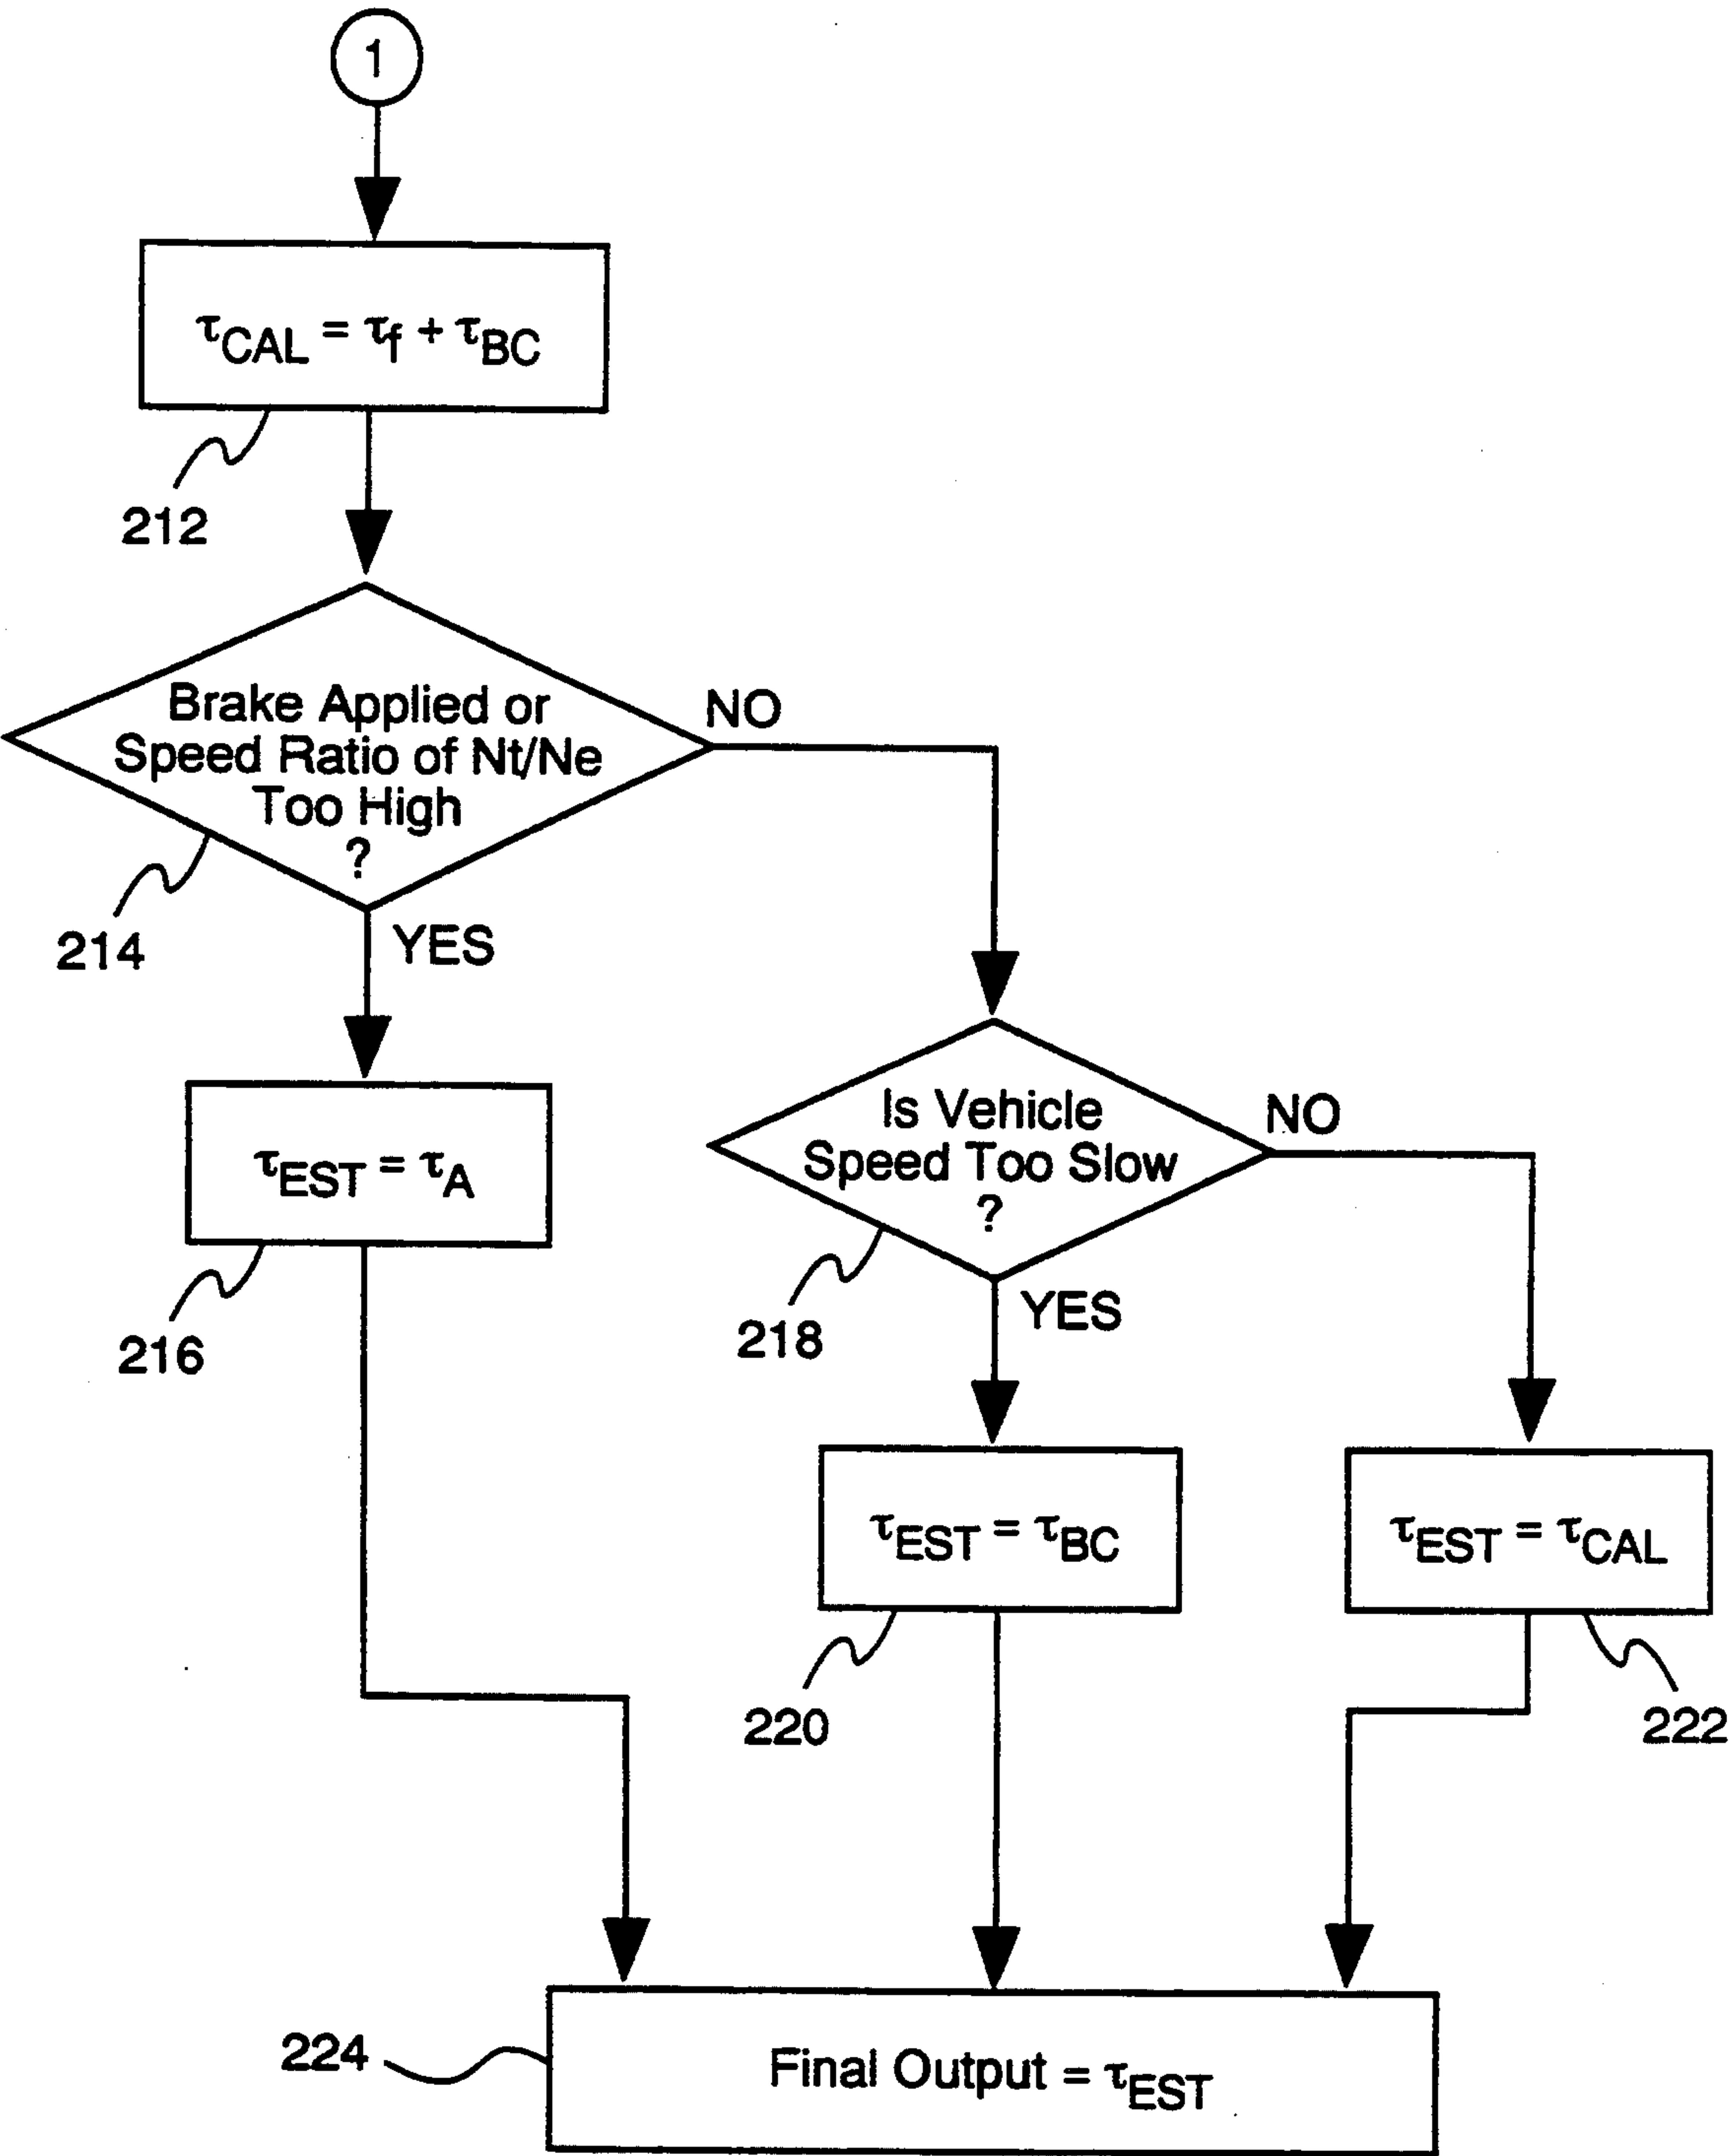 1
τCAL = τf + τBC
212
Brake Applied or
Speed Ratio of Nt/Ne
Too High
?
NO
214
YES
τEST = τA
216
Is Vehicle
Speed Too Slow
?
NO
218
YES
τEST = τBC
220
τEST = τCAL
222
224
Final Output = τEST